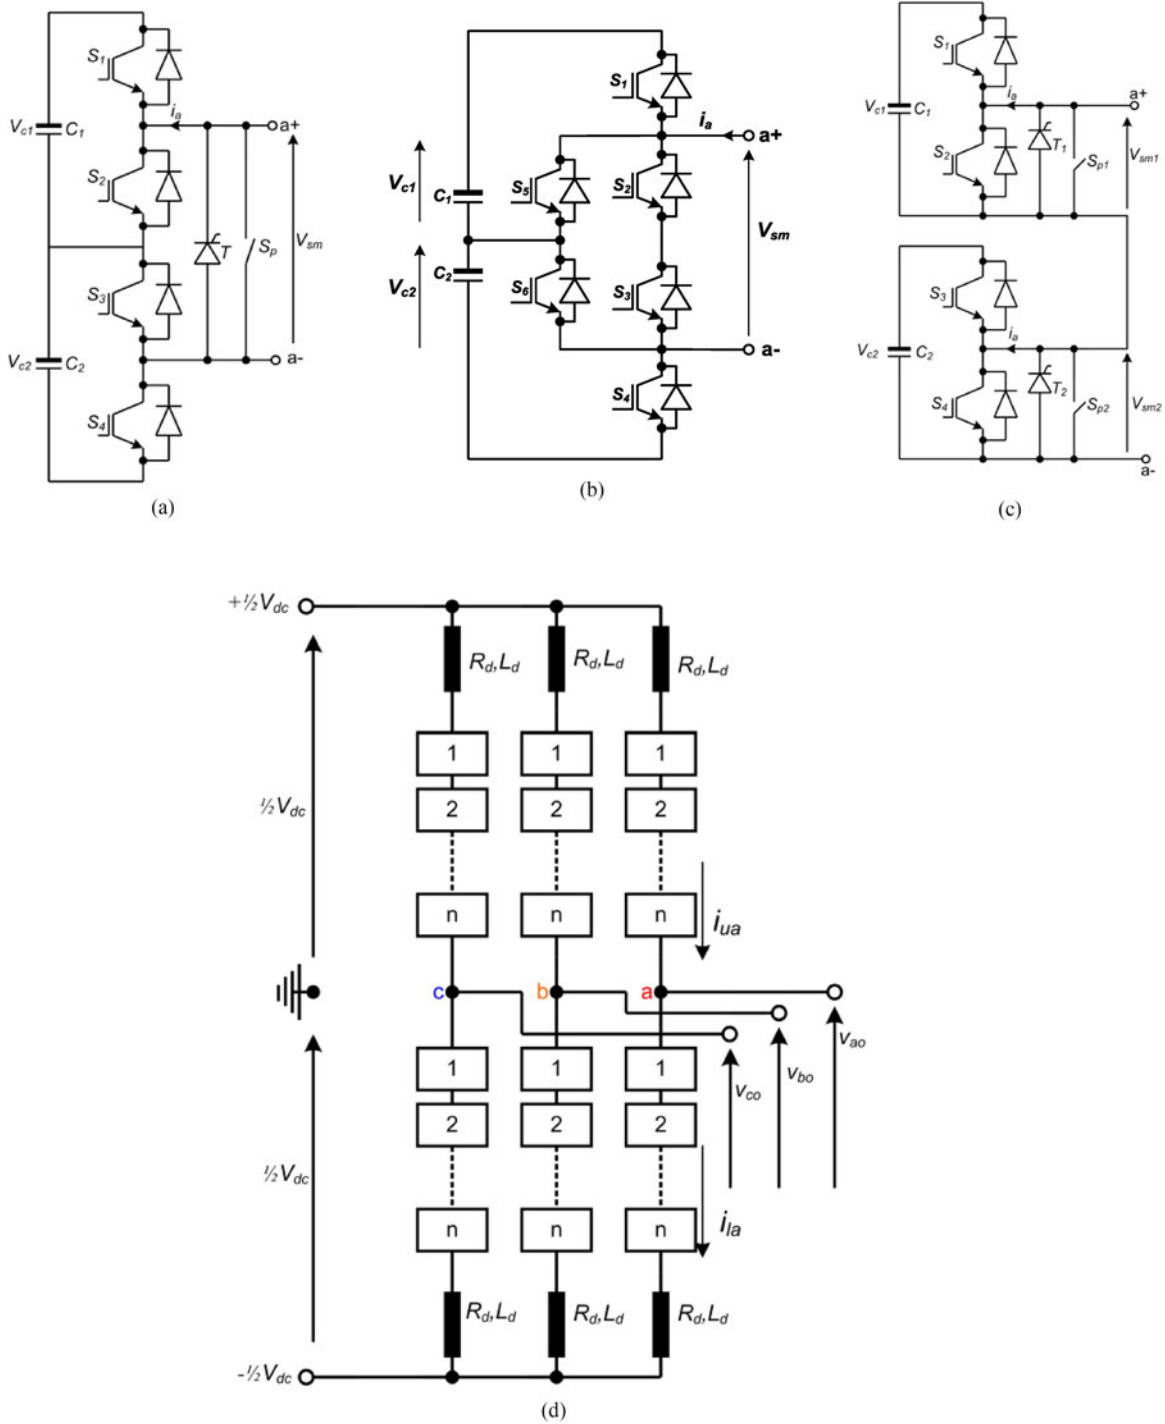 S1
ia
a+
Vc1
C1
S2
T
Sp
Vsm
S3
Vc2
C2
a-
S4
(a)
S1
ia
a+
Vc1
C1
S5
S2
Vsm
Vc2
C2
S6
S3
a-
S4
(b)
S1
ia
a+
Vc1
C1
S2
T1
Sp1
Vsm1
S3
ia
Vc2
C2
S4
T2
Sp2
Vsm2
a-
(c)
+½Vdc
Rd,Ld
Rd,Ld
Rd,Ld
1
1
1
½Vdc
2
2
2
n
n
n
iua
c
b
a
vao
vbo
vco
1
1
1
2
2
2
½Vdc
n
n
n
ila
Rd,Ld
Rd,Ld
Rd,Ld
-½Vdc
(d)